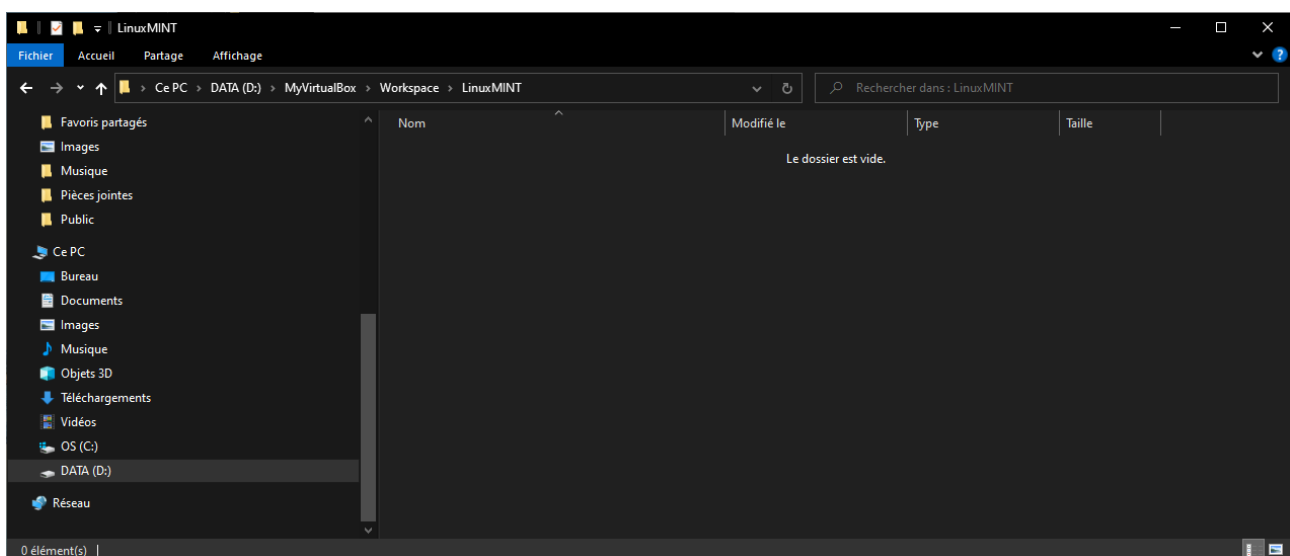 LinuxMINT
Fichier Accueil Partage Affichage
Ce PC > DATA (D:) > MyVirtualBox > Workspace > LinuxMINT
Rechercher dans : LinuxMINT
Nom Modifié le Type Taille
Le dossier est vide.
Favoris partagés
Images
Musique
Pièces jointes
Public
Ce PC
Bureau
Documents
Images
Musique
Objets 3D
Téléchargements
Vidéos
OS (C:)
DATA (D:)
Réseau
0 élément(s)